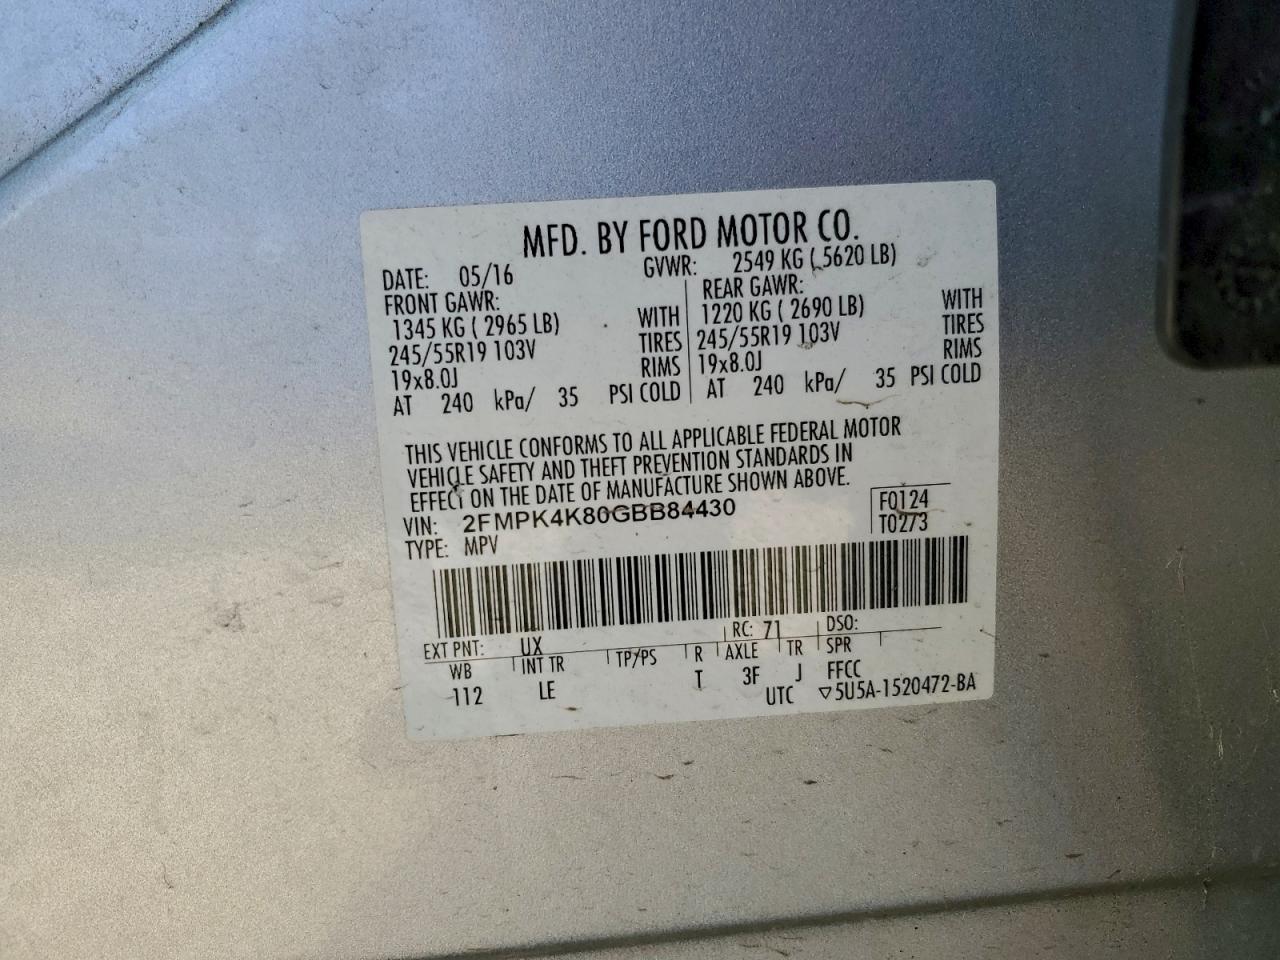 MFD. BY FORD MOTOR CO.
DATE: 05/16 GVWR: 2549 KG ( 5620 LB)
FRONT GAWR: REAR GAWR:
1345 KG ( 2965 LB) WITH 1220 KG ( 2690 LB) WITH
245/55R19 103V TIRES 245/55R19 103V TIRES
19x8.0J RIMS 19x8.0J RIMS
AT 240 kPa/ 35 PSI COLD AT 240 kPa/ 35 PSI COLD
THIS VEHICLE CONFORMS TO ALL APPLICABLE FEDERAL MOTOR
VEHICLE SAFETY AND THEFT PREVENTION STANDARDS IN
EFFECT ON THE DATE OF MANUFACTURE SHOWN ABOVE.
VIN: 2FMPK4K80GBB84430 F0124
TYPE: MPV T0273
EXT PNT: UX RC: 71 DSO:
WB INT TR TP/PS R AXLE TR SPR
112 LE T 3F J FFCC
UTC ▽5U5A-1520472-BA